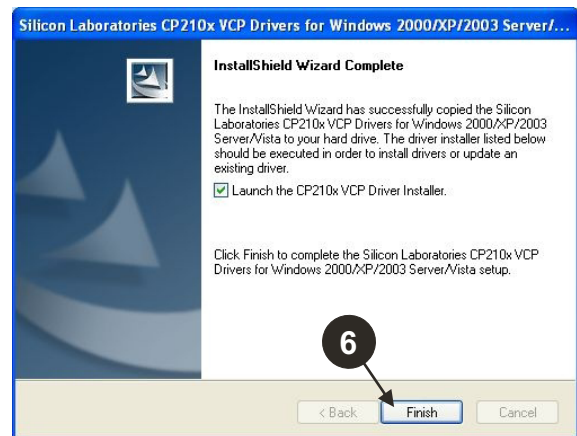 Silicon Laboratories CP210x VCP Drivers for Windows 2000/XP/2003 Server/...
InstallShield Wizard Complete
The InstallShield Wizard has successfully copied the Silicon
Laboratories CP210x VCP Drivers for Windows 2000/XP/2003
Server/Vista to your hard drive. The driver installer listed below
should be executed in order to install drivers or update an
existing driver.
Launch the CP210x VCP Driver Installer.
Click Finish to complete the Silicon Laboratories CP210x VCP
Drivers for Windows 2000/XP/2003 Server/Vista setup.
6
< Back Finish Cancel